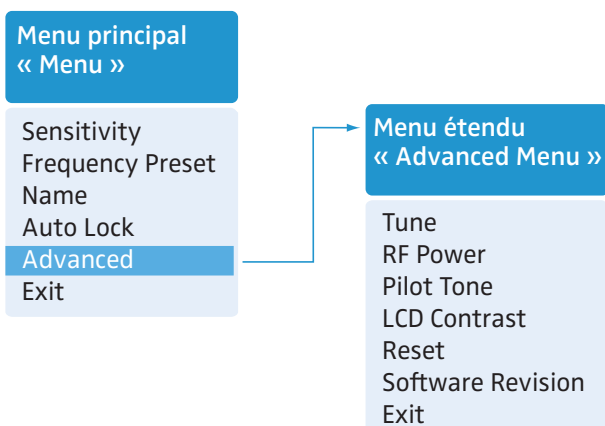 Menu principal
« Menu »
Sensitivity
Frequency Preset
Name
Auto Lock
Advanced
Exit
Menu étendu
« Advanced Menu »
Tune
RF Power
Pilot Tone
LCD Contrast
Reset
Software Revision
Exit